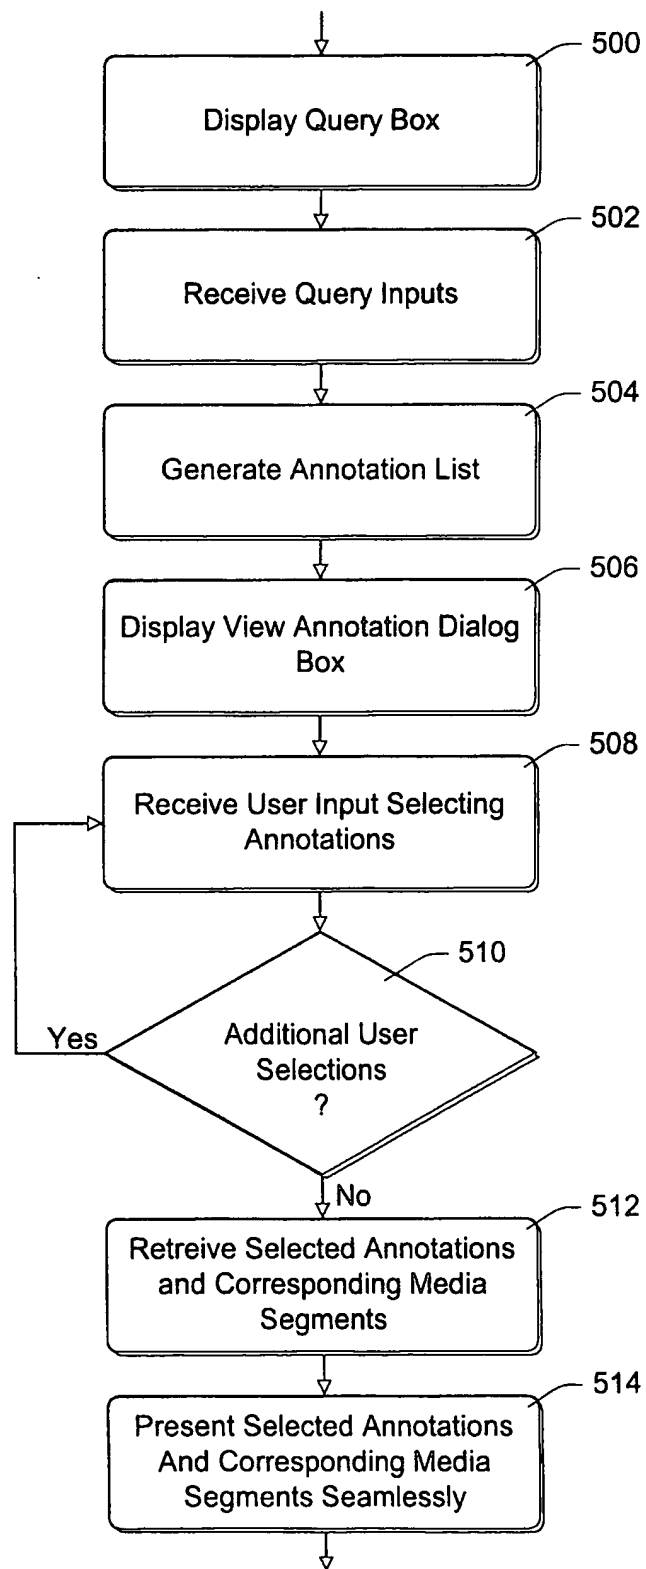 500
Display Query Box
502
Receive Query Inputs
504
Generate Annotation List
506
Display View Annotation Dialog
Box
508
Receive User Input Selecting
Annotations
510
Yes
Additional User
Selections
?
No
512
Retreive Selected Annotations
and Corresponding Media
Segments
514
Present Selected Annotations
And Corresponding Media
Segments Seamlessly